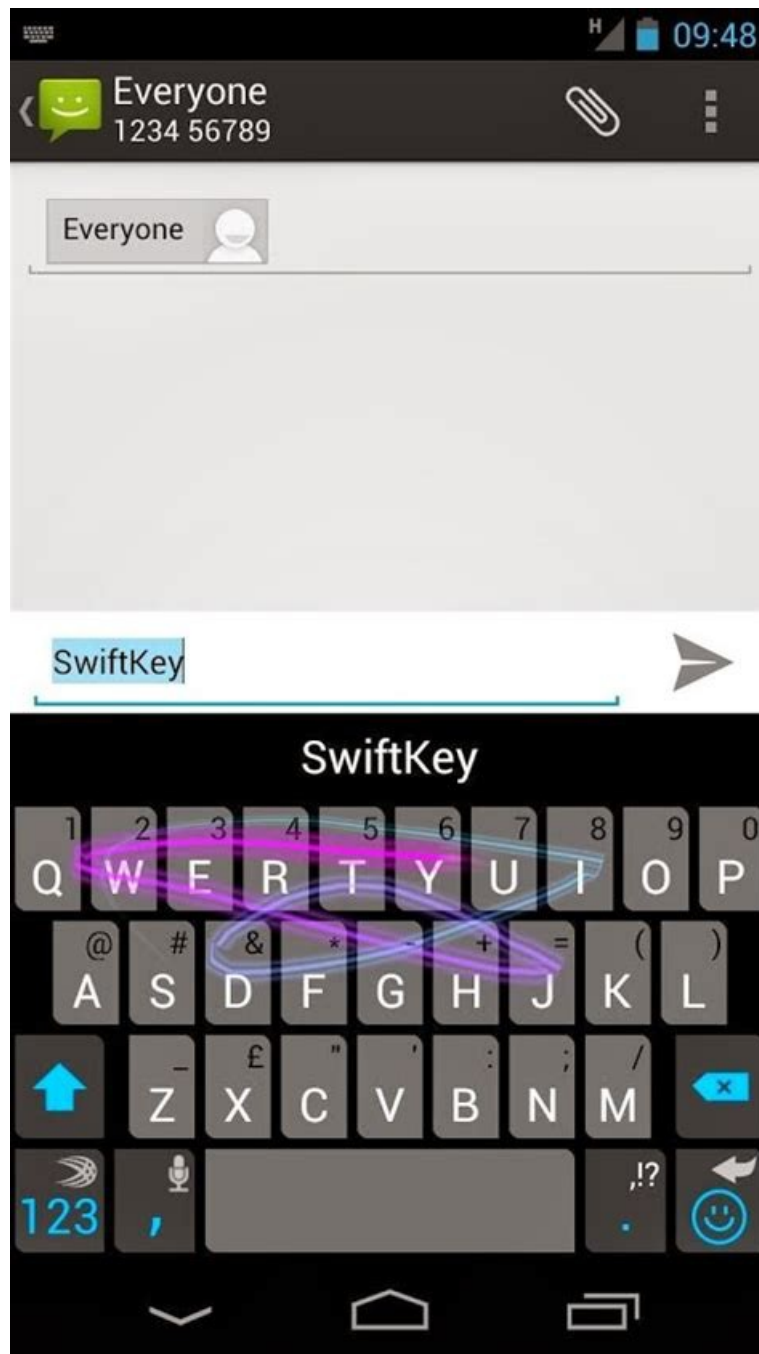 H 09:48
Everyone
1234 56789
Everyone
SwiftKey
SwiftKey
1 2 3 4 5 6 7 8 9 0
Q W E R T Y U I O P
@ # & * - + = ( )
A S D F G H J K L
_ £ " ' : ; /
Z X C V B N M
,!?
123 , .